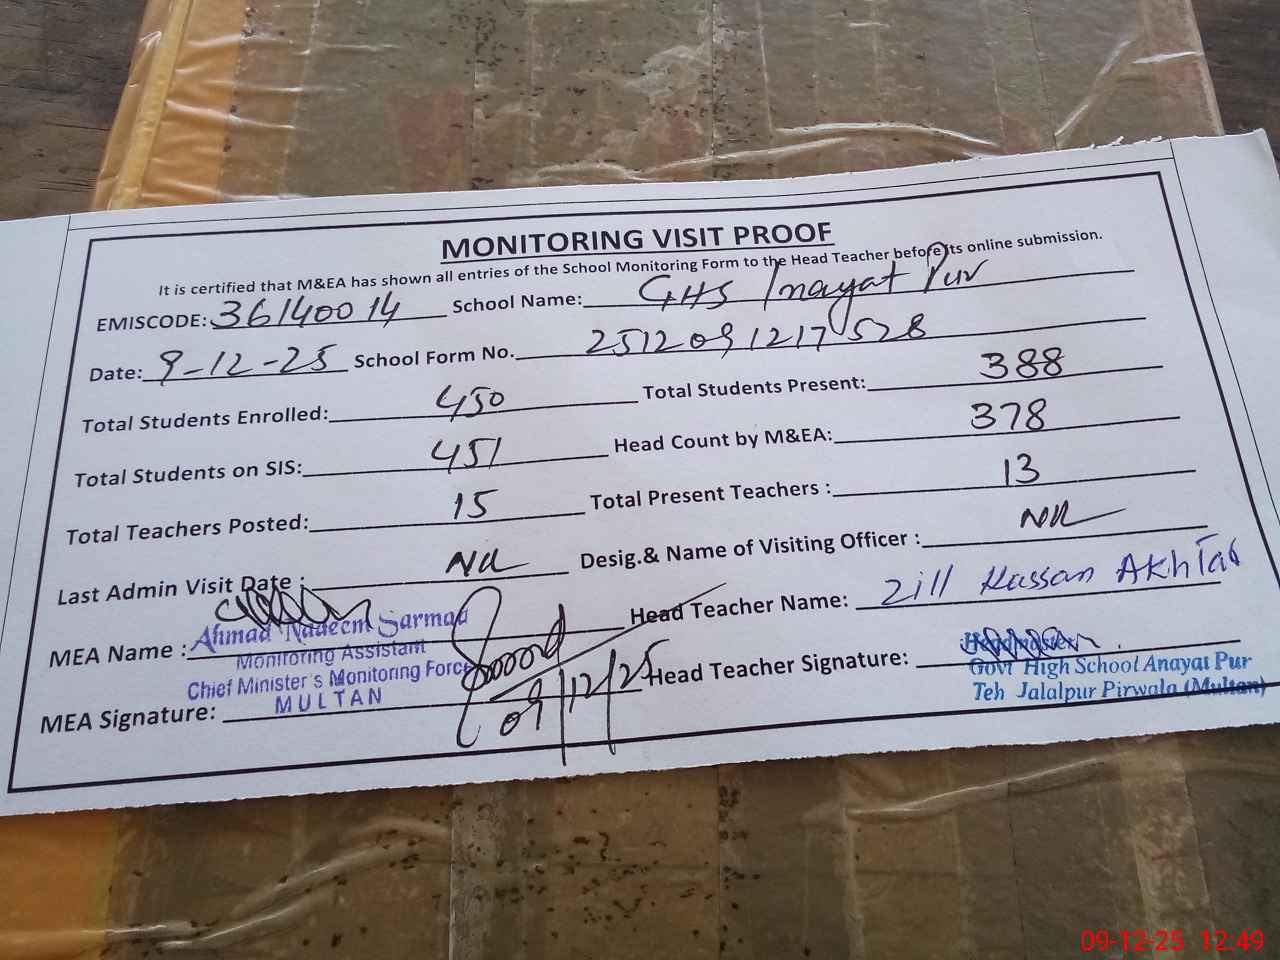 MONITORING VISIT PROOF
It is certified that M&EA has shown all entries of the School Monitoring Form to the Head Teacher before its online submission.
EMISCODE: 36140014 School Name: GHS Inayat Pur
Date: 9-12-25 School Form No. 2512091217528
Total Students Enrolled: 450 Total Students Present: 388
Total Students on SIS: 451 Head Count by M&EA: 378
Total Teachers Posted: 15 Total Present Teachers : 13
Last Admin Visit Date : Nil Desig.& Name of Visiting Officer : Nil
MEA Name : Ahmad Nadeem Sarmad Head Teacher Name: Zill Hassan Akhtar
Monitoring Assistant
Chief Minister's Monitoring Force
MULTAN
MEA Signature: 09/12/25 Head Teacher Signature: Headmaster
Govt High School Anayat Pur
Teh Jalalpur Pirwala (Multan)
09-12-25 12:49